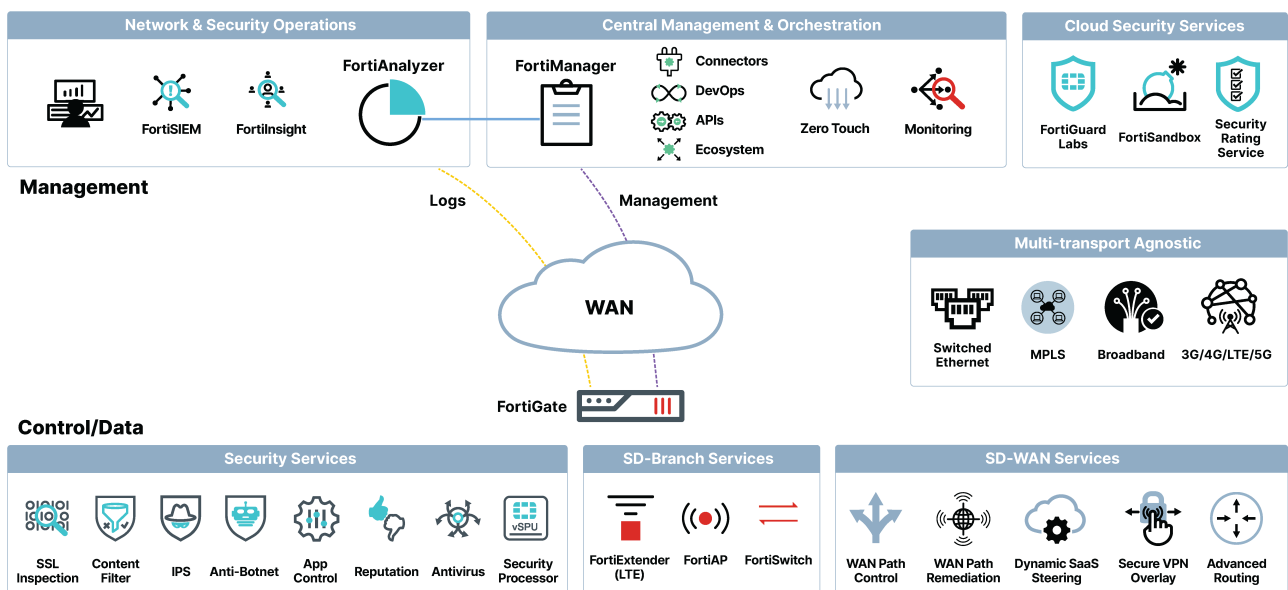 Network & Security Operations
FortiSIEM
FortiInsight
FortiAnalyzer
Central Management & Orchestration
FortiManager
Connectors
DevOps
APIs
Ecosystem
Zero Touch
Monitoring
Cloud Security Services
FortiGuard
Labs
FortiSandbox
Security
Rating
Service
Management
Logs
Management
WAN
Multi-transport Agnostic
Switched
Ethernet
MPLS
Broadband
3G/4G/LTE/5G
FortiGate
Control/Data
Security Services
SSL
Inspection
Content
Filter
IPS
Anti-Botnet
App
Control
Reputation
Antivirus
vSPU
Security
Processor
SD-Branch Services
FortiExtender
(LTE)
FortiAP
FortiSwitch
SD-WAN Services
WAN Path
Control
WAN Path
Remediation
Dynamic SaaS
Steering
Secure VPN
Overlay
Advanced
Routing